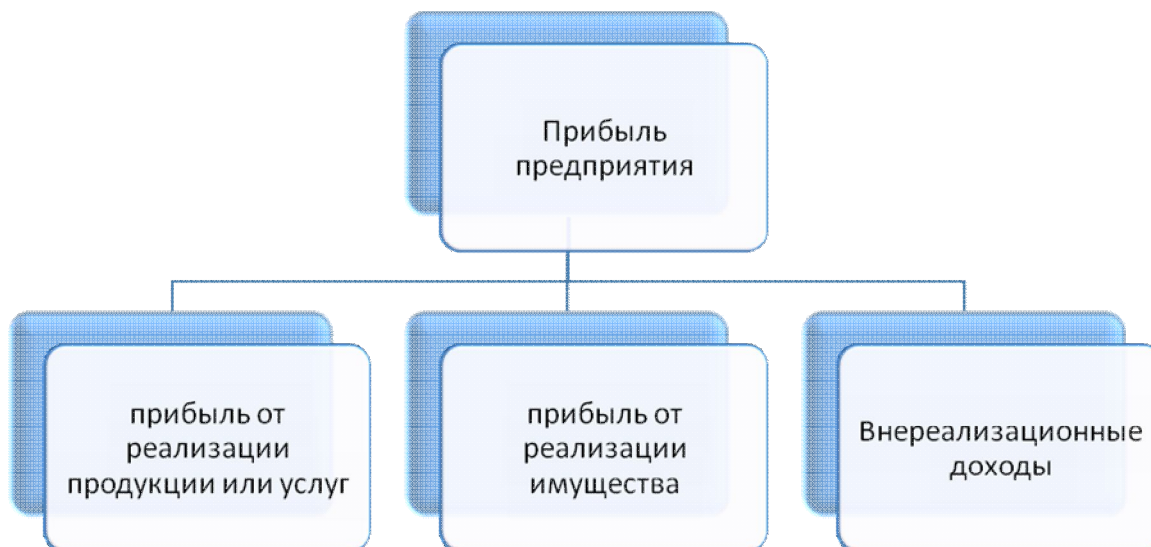 Прибыль
предприятия
прибыль от
реализации
продукции или услуг
прибыль от
реализации
имущества
Внереализационные
доходы